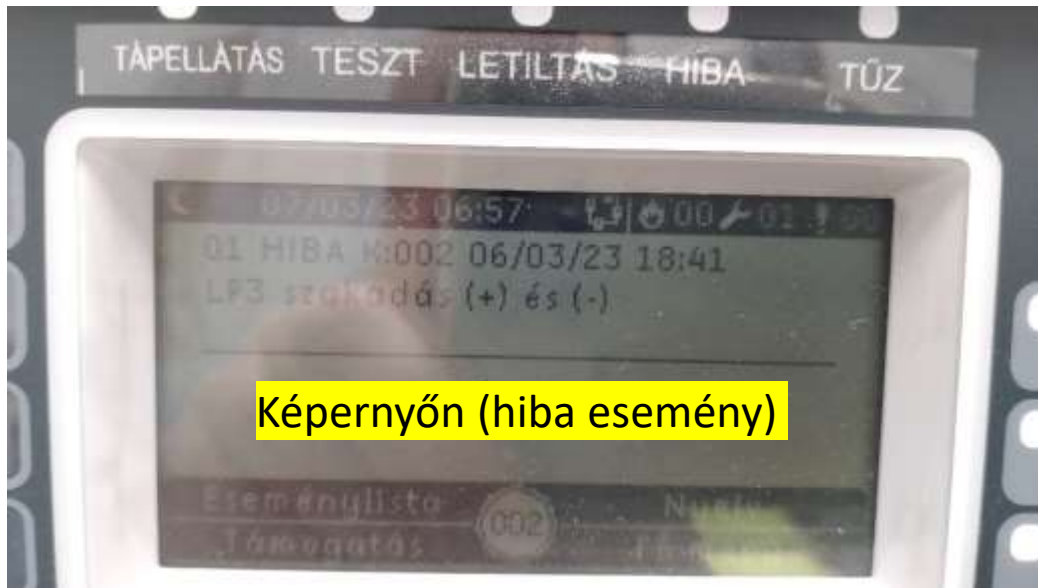 TÁPELLÁTÁS TESZT LETILTÁS HIBA TŰZ
07/03/23 06:57 00 01 00
01 HIBA K:002 06/03/23 18:41
LP3 szakadás (+) és (-)
Képernyőn (hiba esemény)
Eseménylista
002
Támogatás